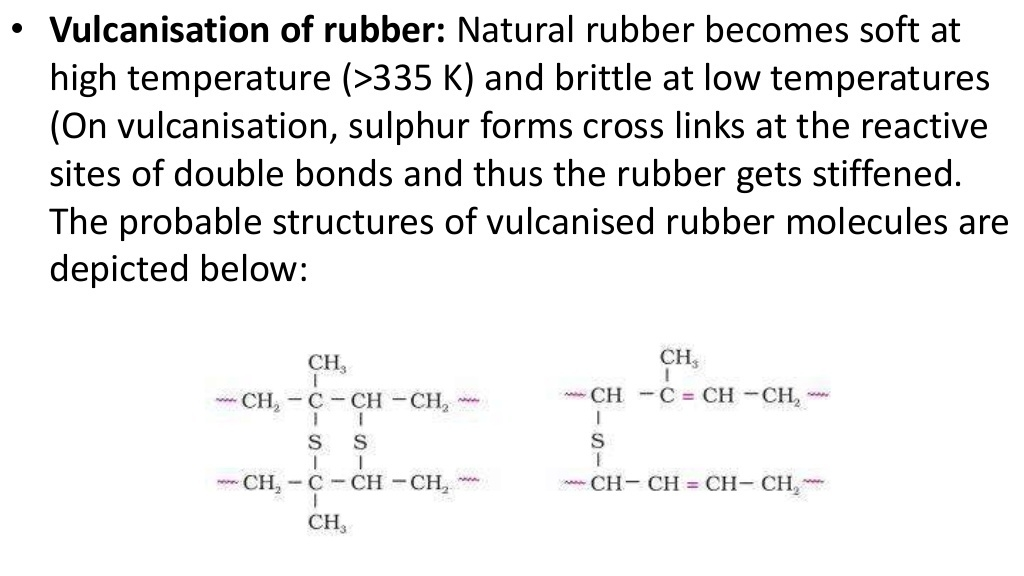 • Vulcanisation of rubber: Natural rubber becomes soft at
high temperature (>335 K) and brittle at low temperatures
(On vulcanisation, sulphur forms cross links at the reactive
sites of double bonds and thus the rubber gets stiffened.
The probable structures of vulcanised rubber molecules are
depicted below:
CH₃
CH₂ – C – CH – CH₂
S S
CH₂ – C – CH – CH₂
CH₃
CH₃
CH – C = CH – CH₂
S
CH – CH = CH – CH₂